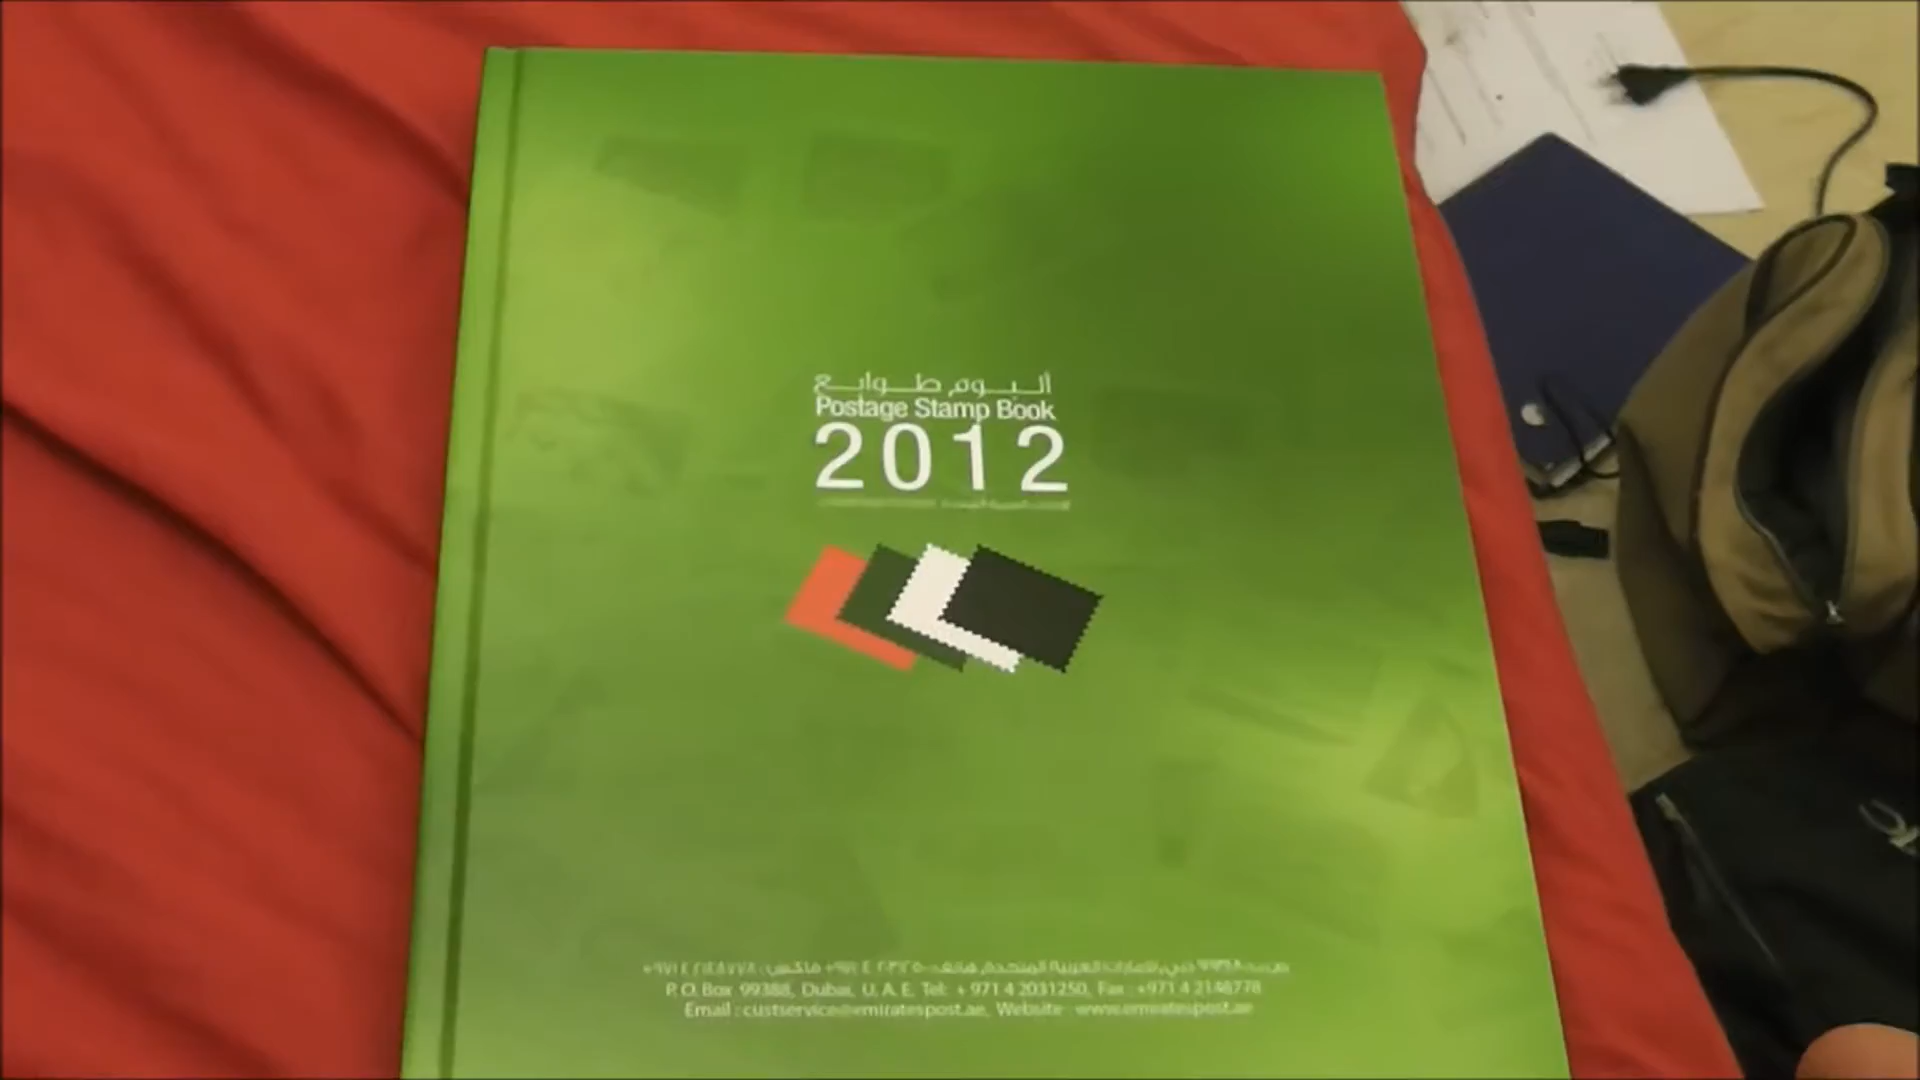 ألبوم طوابع
Postage Stamp Book
2012
P.O.Box 99388, Dubai, U.A.E, Tel: +971 4 2031250, Fax: +971 4 2148778
Email : custservice@emiratespost.ae, Website : www.emiratespost.ae